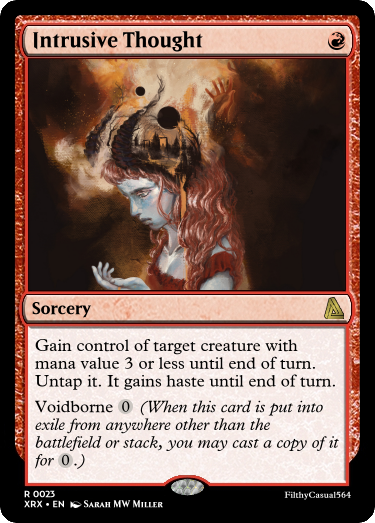 Intrusive Thought
Sorcery
Gain control of target creature with
mana value 3 or less until end of turn.
Untap it. It gains haste until end of turn.
Voidborne 0 (When this card is put into
exile from anywhere other than the
battlefield or stack, you may cast a copy of it
for 0.)
R 0023
XRX • EN Sarah MW Miller
FilthyCasual564